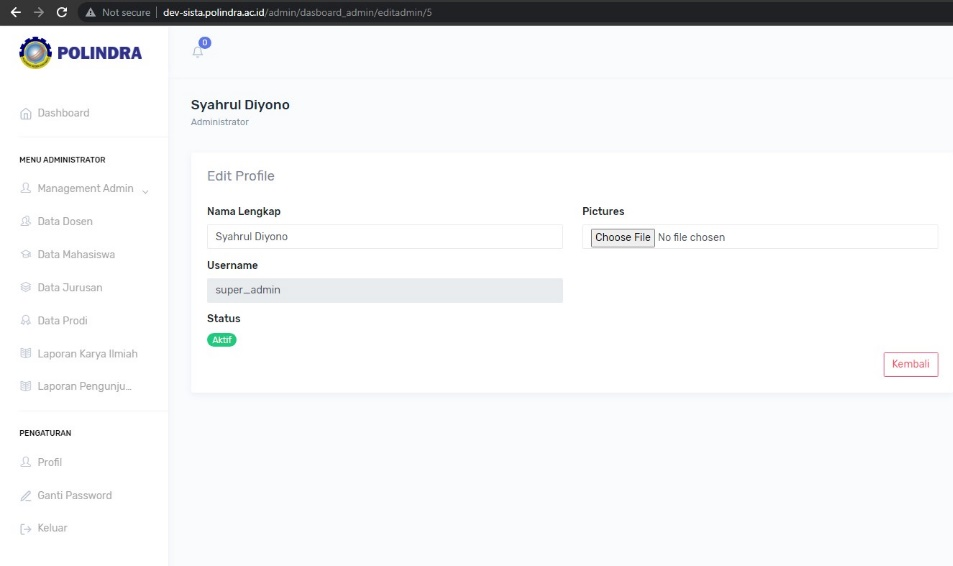 Not secure | dev-sista.polindra.ac.id/admin/dasboard_admin/editadmin/5
POLINDRA
0
Dashboard
MENU ADMINISTRATOR
Management Admin
Data Dosen
Data Mahasiswa
Data Jurusan
Data Prodi
Laporan Karya Ilmiah
Laporan Pengunju...
PENGATURAN
Profil
Ganti Password
Keluar
Syahrul Diyono
Administrator
Edit Profile
Nama Lengkap
Syahrul Diyono
Username
super_admin
Status
Aktif
Pictures
Choose File No file chosen
Kembali